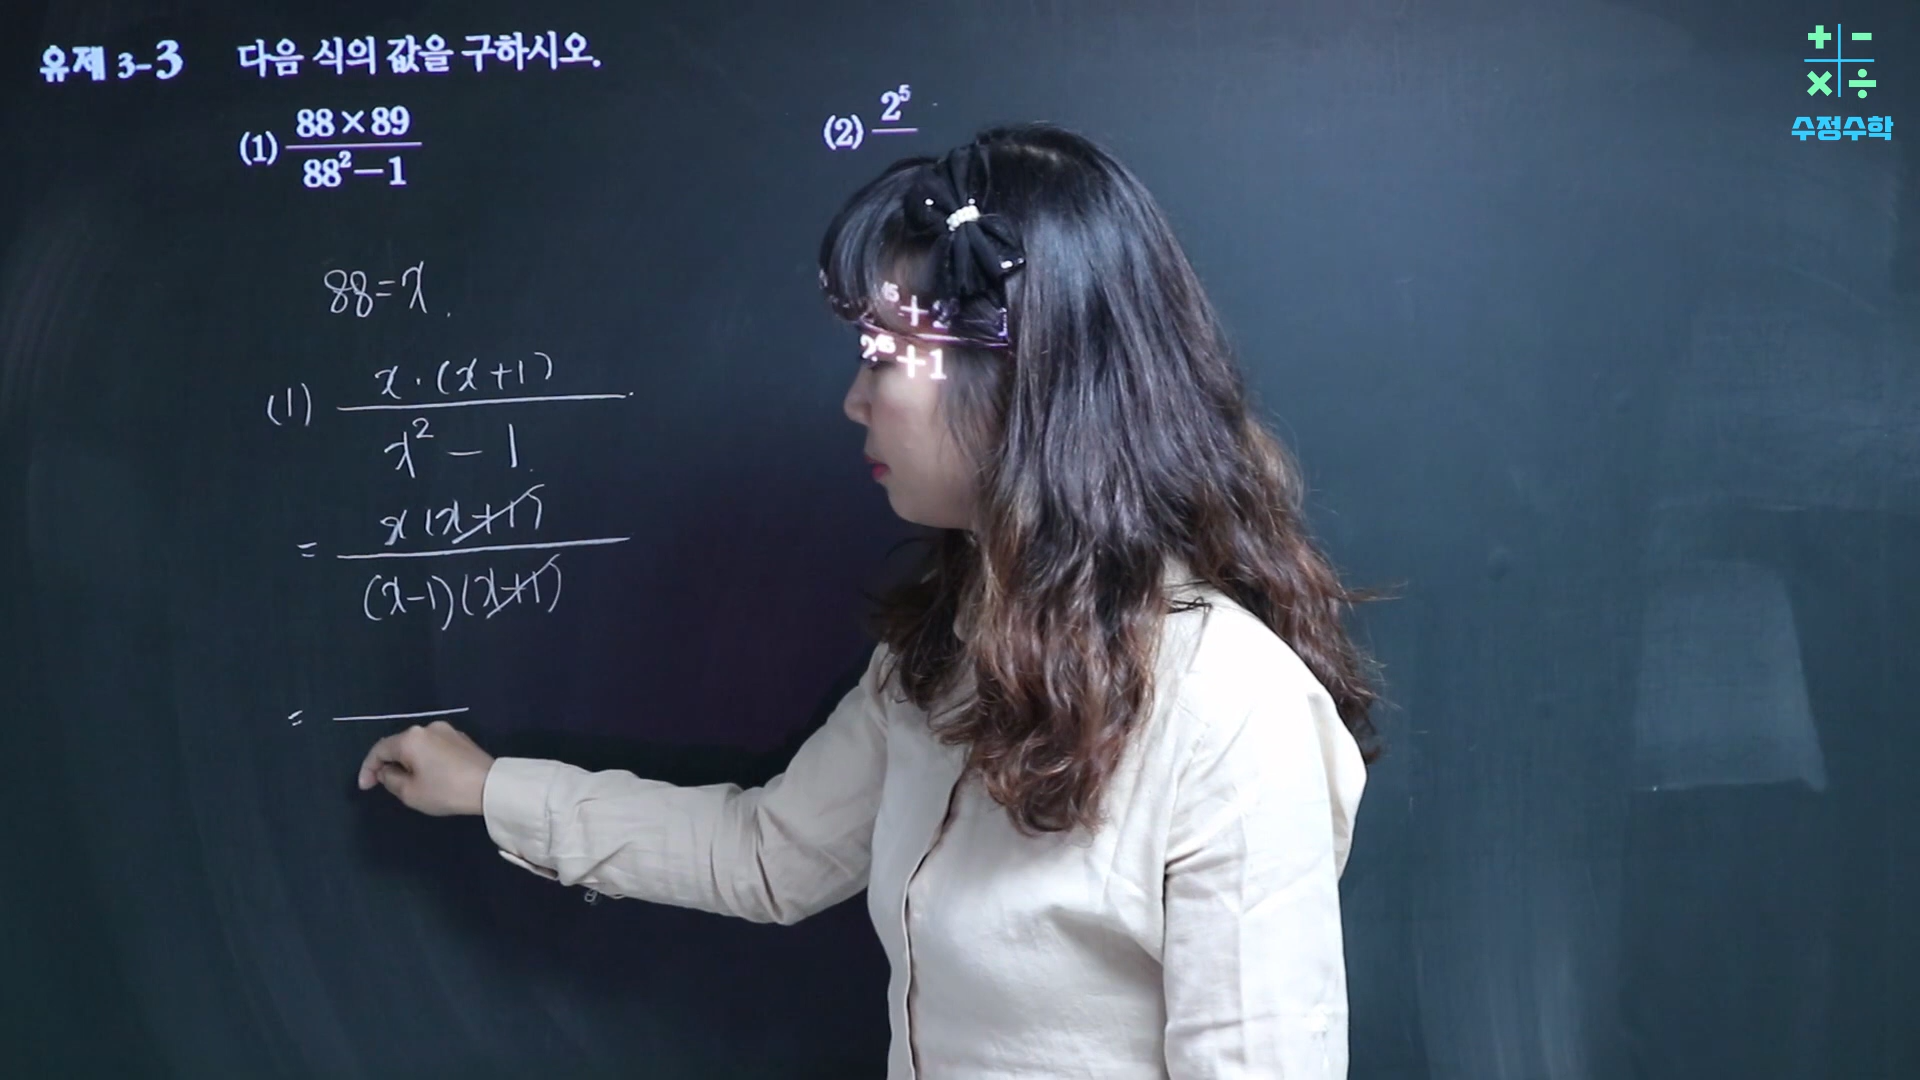 유제 3-3 다음 식의 값을 구하시오.
(1) 88×89 / 88²−1
(2) 2⁵
+
+1
수정수학
88=x.
(1) x·(x+1) / x²−1
= x(x+1) / (x-1)(x+1)
=